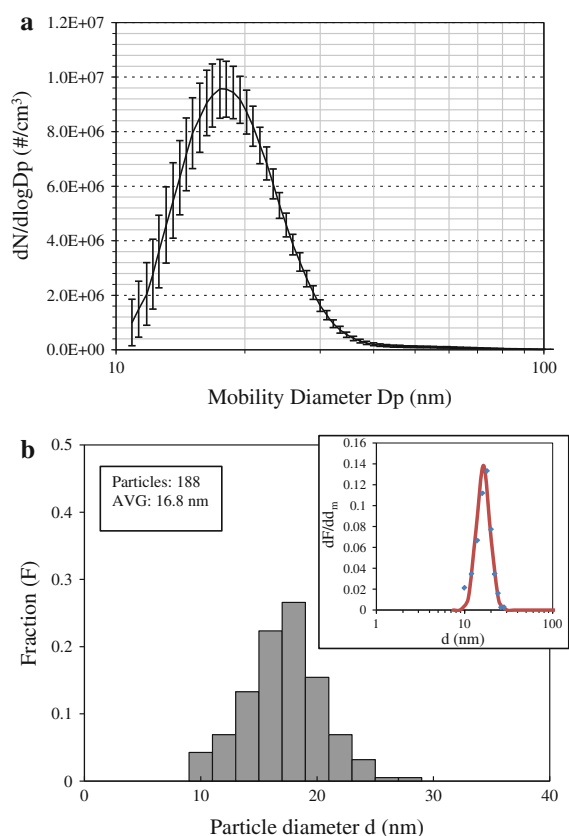 a
1.2E+07
1.0E+07
8.0E+06
6.0E+06
4.0E+06
2.0E+06
0.0E+00
dN/dlogDp (#/cm³)
10
100
Mobility Diameter Dp (nm)
b
0.5
0.4
0.3
0.2
0.1
0
Fraction (F)
Particles: 188
AVG: 16.8 nm
0.16
0.14
0.12
0.1
0.08
0.06
0.04
0.02
0
dF/ddm
1
10
100
d (nm)
0
10
20
30
40
Particle diameter d (nm)